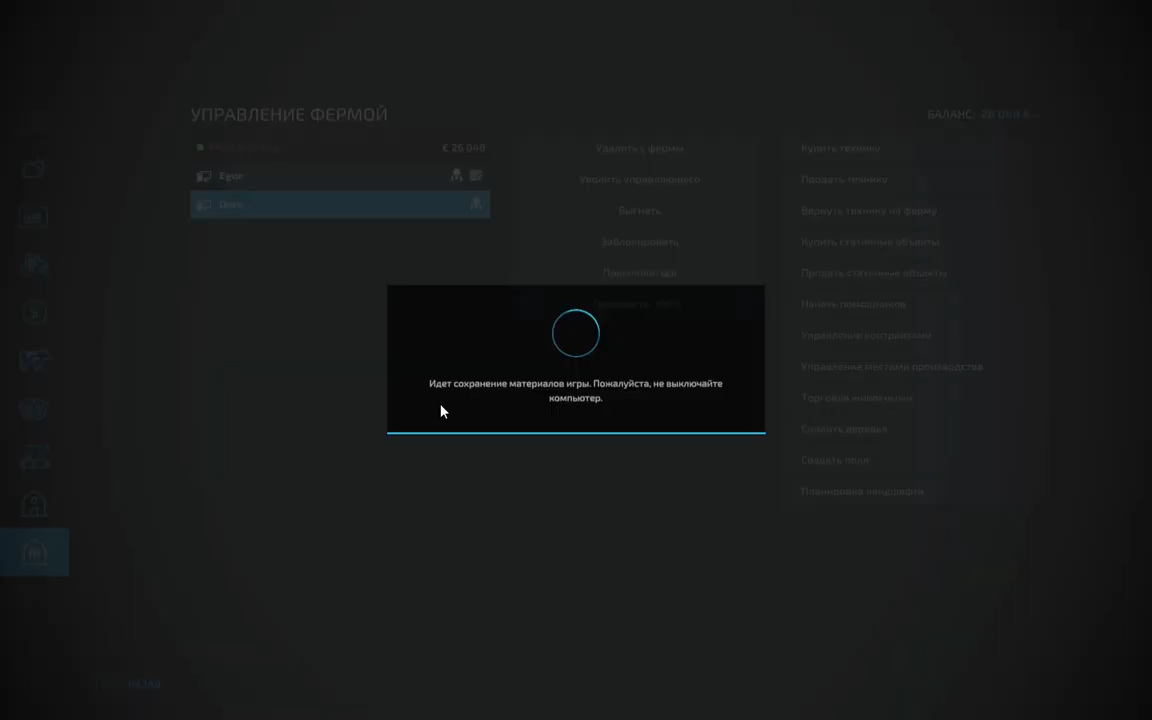 УПРАВЛЕНИЕ ФЕРМОЙ
БАЛАНС:
€ 26 048
Egor
Удалить с фермы
Уволить управляющего
Выгнать
Заблокировать
Купить технику
Продать технику
Вернуть технику на ферму
Купить статичные объекты
Продать статичные объекты
Нанять помощников
Управление контрактами
Управление местами производства
Торговля животными
Спилить деревья
Создать поля
Планировка ландшафта
Идет сохранение материалов игры. Пожалуйста, не выключайте
компьютер.
НАЗАД